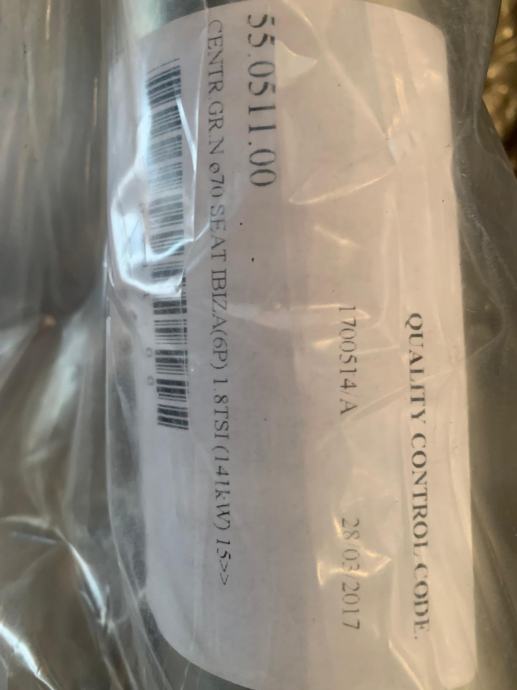 QUALITY CONTROL CODE.
1700514/A 28/03/2017
55.0511.00
CENTR.GR.N ø70 SEAT IBIZA(6P) 1.8TSI (141kW) 15>>